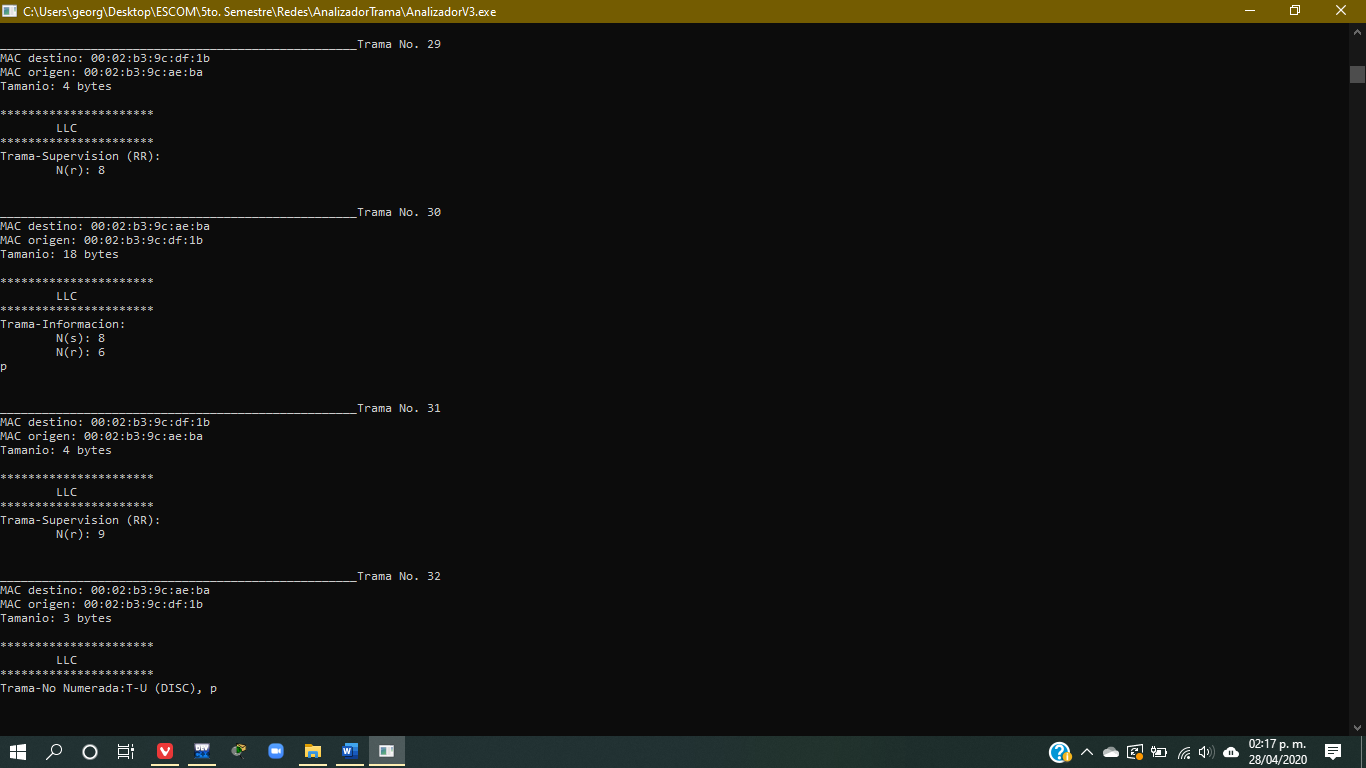 C:\Users\georg\Desktop\ESCOM\5to. Semestre\Redes\AnalizadorTrama\AnalizadorV3.exe
___________________________________________________Trama No. 29
MAC destino: 00:02:b3:9c:df:1b
MAC origen: 00:02:b3:9c:ae:ba
Tamanio: 4 bytes
**********************
LLC
**********************
Trama-Supervision (RR):
N(r): 8
___________________________________________________Trama No. 30
MAC destino: 00:02:b3:9c:ae:ba
MAC origen: 00:02:b3:9c:df:1b
Tamanio: 18 bytes
**********************
LLC
**********************
Trama-Informacion:
N(s): 8
N(r): 6
p
___________________________________________________Trama No. 31
MAC destino: 00:02:b3:9c:df:1b
MAC origen: 00:02:b3:9c:ae:ba
Tamanio: 4 bytes
**********************
LLC
**********************
Trama-Supervision (RR):
N(r): 9
___________________________________________________Trama No. 32
MAC destino: 00:02:b3:9c:ae:ba
MAC origen: 00:02:b3:9c:df:1b
Tamanio: 3 bytes
**********************
LLC
**********************
Trama-No Numerada:T-U (DISC), p
02:17 p. m.
28/04/2020